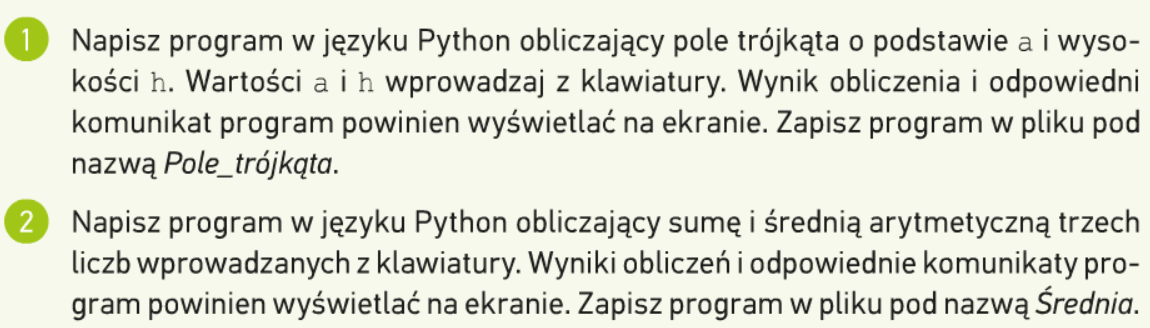 1 Napisz program w języku Python obliczający pole trójkąta o podstawie a i wyso-
kości h. Wartości a i h wprowadzaj z klawiatury. Wynik obliczenia i odpowiedni
komunikat program powinien wyświetlać na ekranie. Zapisz program w pliku pod
nazwą Pole_trójkąta.
2 Napisz program w języku Python obliczający sumę i średnią arytmetyczną trzech
liczb wprowadzanych z klawiatury. Wyniki obliczeń i odpowiednie komunikaty pro-
gram powinien wyświetlać na ekranie. Zapisz program w pliku pod nazwą Średnia.